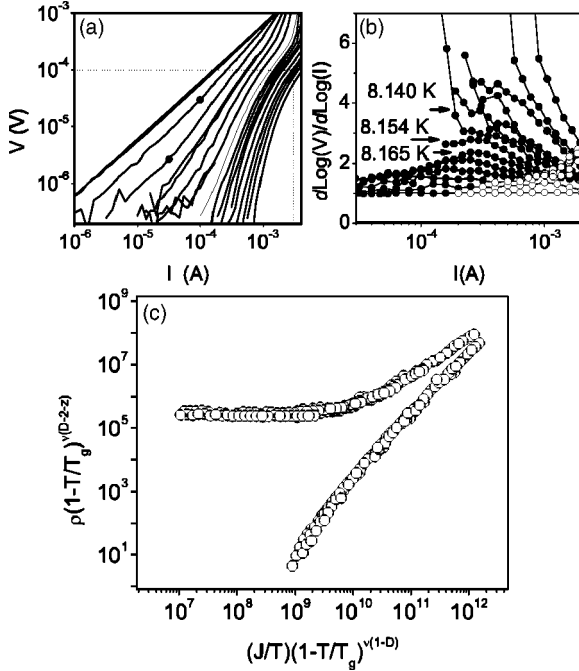 (a)
10^-3
10^-4
10^-5
10^-6
V (V)
10^-6 10^-5 10^-4 10^-3
I (A)
(b)
6
5
4
3
2
1
0
dLog(V)/dLog(I)
8.140 K
8.154 K
8.165 K
10^-4 10^-3
I(A)
(c)
10^9
10^7
10^5
10^3
10^1
ρ(1-T/T_g)^ν(D-2-z)
10^7 10^8 10^9 10^10 10^11 10^12
(J/T)(1-T/T_g)^ν(1-D)